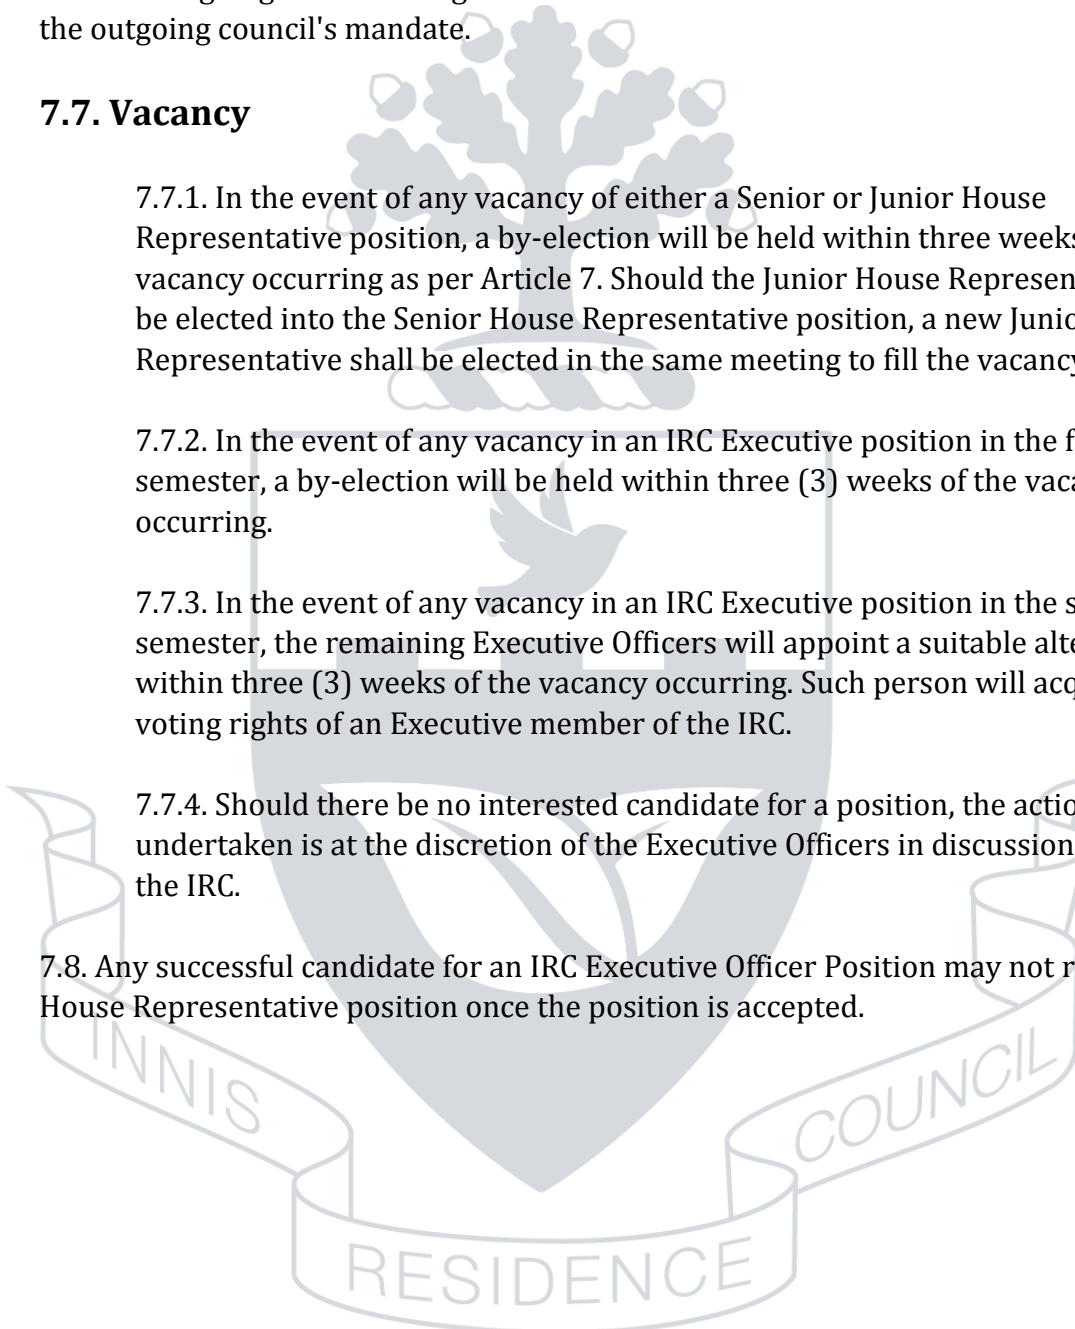 the outgoing council's mandate.
7.7. Vacancy
7.7.1. In the event of any vacancy of either a Senior or Junior House
Representative position, a by-election will be held within three weeks
vacancy occurring as per Article 7. Should the Junior House Represen
be elected into the Senior House Representative position, a new Junio
Representative shall be elected in the same meeting to fill the vacancy
7.7.2. In the event of any vacancy in an IRC Executive position in the f
semester, a by-election will be held within three (3) weeks of the vaca
occurring.
7.7.3. In the event of any vacancy in an IRC Executive position in the s
semester, the remaining Executive Officers will appoint a suitable alte
within three (3) weeks of the vacancy occurring. Such person will acq
voting rights of an Executive member of the IRC.
7.7.4. Should there be no interested candidate for a position, the actio
undertaken is at the discretion of the Executive Officers in discussion
the IRC.
7.8. Any successful candidate for an IRC Executive Officer Position may not r
House Representative position once the position is accepted.
INNIS
RESIDENCE
COUNCIL